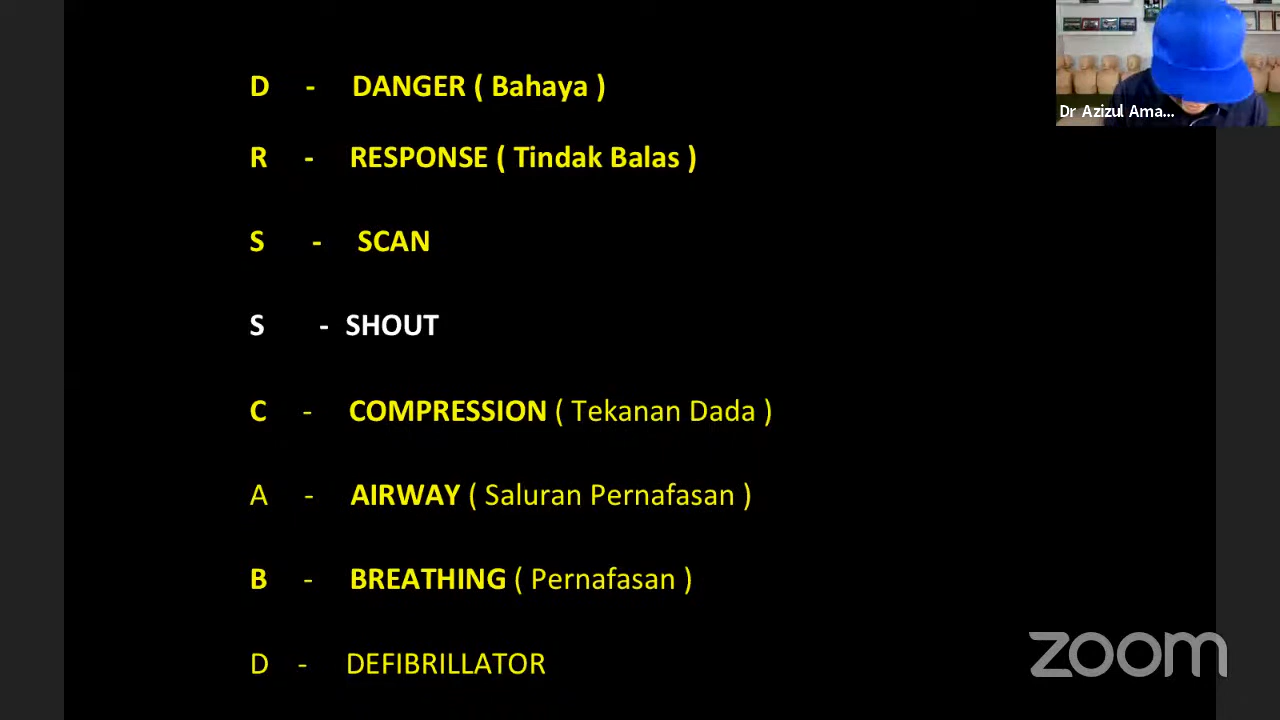 D - DANGER ( Bahaya )
Dr Azizul Ama...
R - RESPONSE ( Tindak Balas )
S - SCAN
S - SHOUT
C - COMPRESSION ( Tekanan Dada )
A - AIRWAY ( Saluran Pernafasan )
B - BREATHING ( Pernafasan )
D - DEFIBRILLATOR
zoom